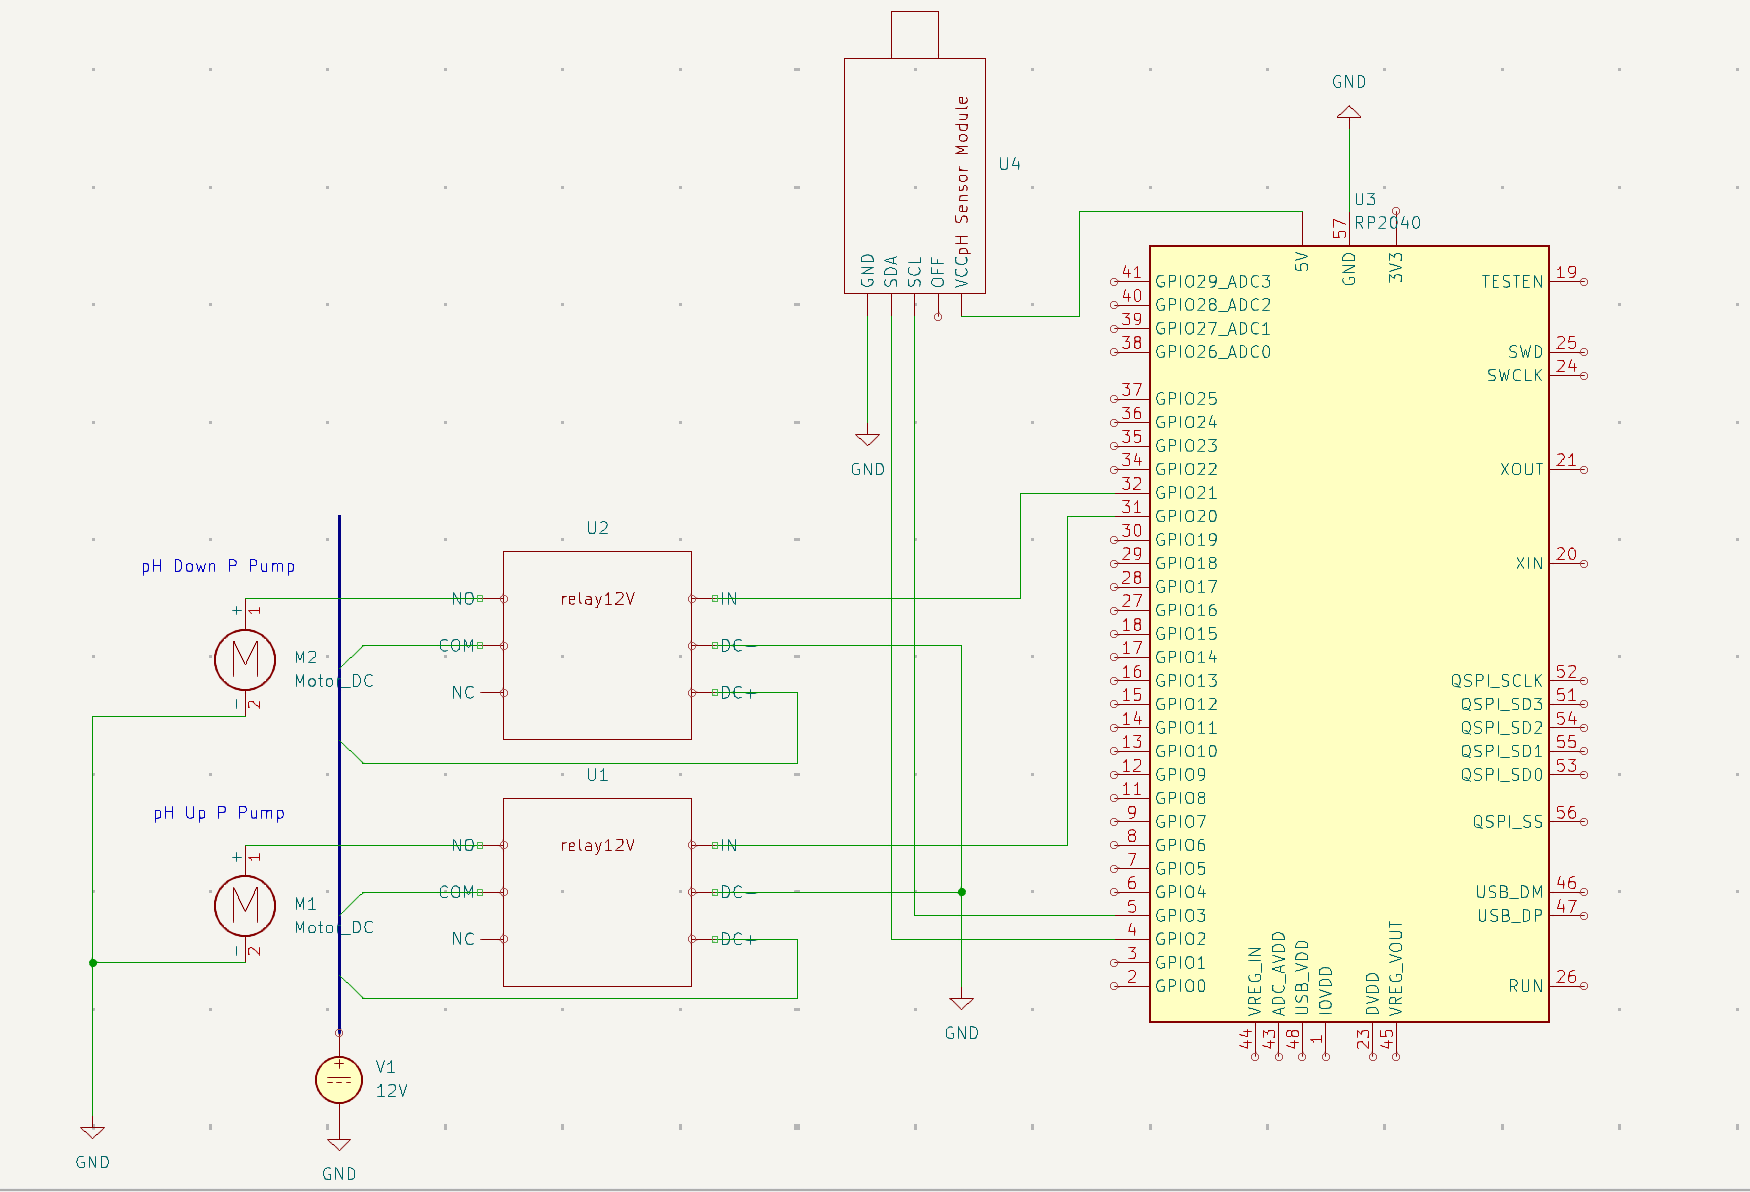 GND
pH Sensor Module
U4
GND
SDA
SCL
OFF
VCC
GND
U3
RP2040
57
5V
GND
3V3
41 GPIO29_ADC3
40 GPIO28_ADC2
39 GPIO27_ADC1
38 GPIO26_ADC0
37 GPIO25
36 GPIO24
35 GPIO23
34 GPIO22
32 GPIO21
31 GPIO20
30 GPIO19
29 GPIO18
28 GPIO17
27 GPIO16
18 GPIO15
17 GPIO14
16 GPIO13
15 GPIO12
14 GPIO11
13 GPIO10
12 GPIO9
11 GPIO8
9 GPIO7
8 GPIO6
7 GPIO5
6 GPIO4
5 GPIO3
4 GPIO2
3 GPIO1
2 GPIO0
TESTEN 19
SWD 25
SWCLK 24
XOUT 21
XIN 20
QSPI_SCLK 52
QSPI_SD3 51
QSPI_SD2 54
QSPI_SD1 55
QSPI_SD0 53
QSPI_SS 56
USB_DM 46
USB_DP 47
RUN 26
VREG_IN 44
ADC_AVDD 43
USB_VDD 48
IOVDD 1
DVDD 23
VREG_VOUT 45
U2
pH Down P Pump
NO relay12V IN
+ 1
COM DC-
M
M2
Motor_DC
NC DC+
- 2
U1
pH Up P Pump
NO relay12V IN
+ 1
COM DC-
M
M1
Motor_DC
NC DC+
- 2
GND
+
V1
12V
GND
GND